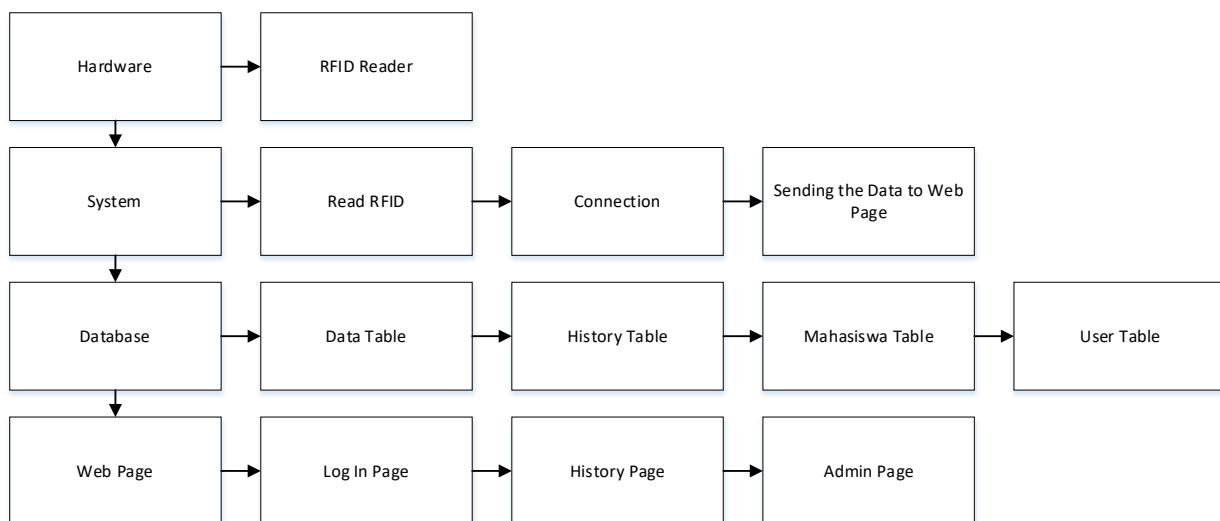 Hardware
RFID Reader
System
Read RFID
Connection
Sending the Data to Web
Page
Database
Data Table
History Table
Mahasiswa Table
User Table
Web Page
Log In Page
History Page
Admin Page